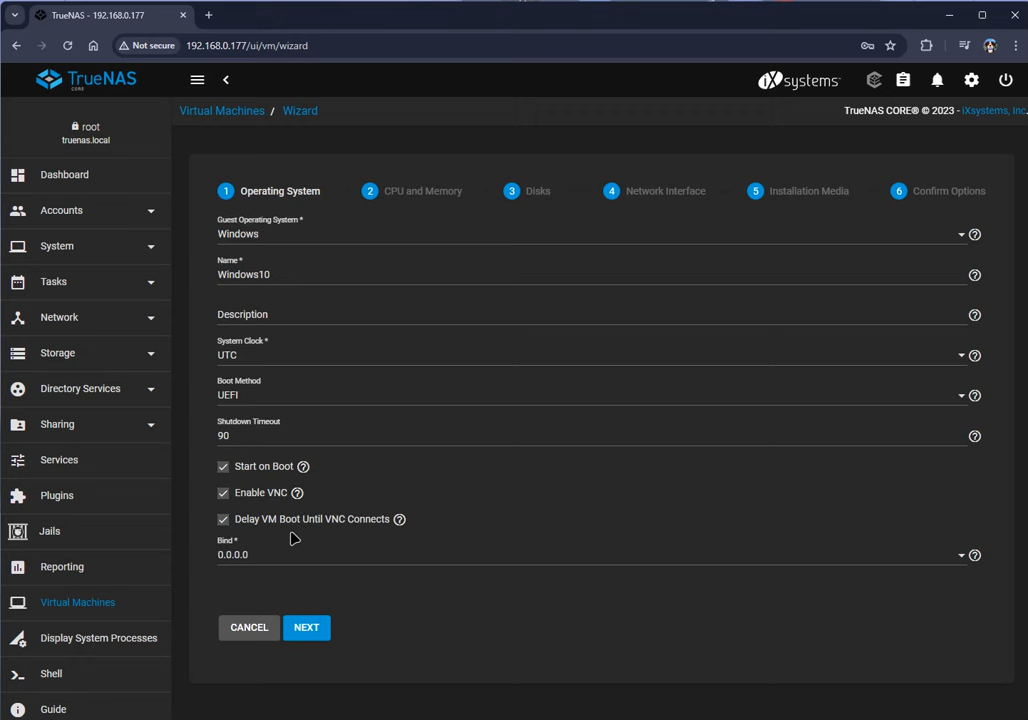 TrueNAS - 192.168.0.177
Not secure
192.168.0.177/ui/vm/wizard
TrueNAS
CORE
iXsystems
root
truenas.local
Virtual Machines / Wizard
TrueNAS CORE® © 2023 - iXsystems, Inc.
Dashboard
Accounts
System
Tasks
Network
Storage
Directory Services
Sharing
Services
Plugins
Jails
Reporting
Virtual Machines
Display System Processes
Shell
Guide
1 Operating System
2 CPU and Memory
3 Disks
4 Network Interface
5 Installation Media
6 Confirm Options
Guest Operating System *
Windows
Name *
Windows10
Description
System Clock *
UTC
Boot Method
UEFI
Shutdown Timeout
90
Start on Boot
Enable VNC
Delay VM Boot Until VNC Connects
Bind *
0.0.0.0
CANCEL
NEXT